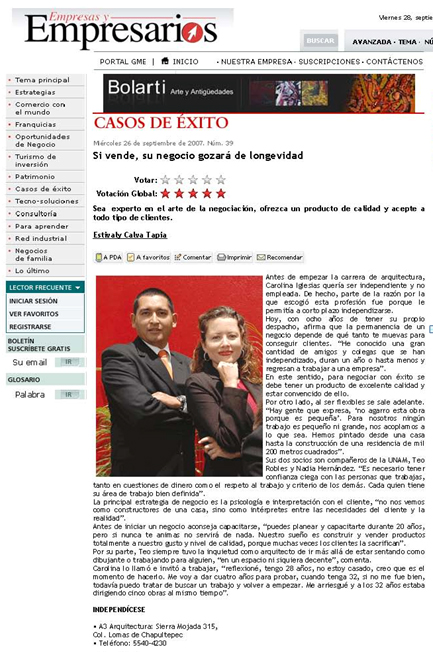 Empresas y
Empresarios
Viernes 28, septie
BUSCAR
AVANZADA · TEMA · NÚ
PORTAL GME | INICIO · NUESTRA EMPRESA · SUSCRIPCIONES · CONTÁCTENOS
Bolarti Arte y Antigüedades
• Tema principal
• Estrategias
• Comercio con
el mundo
• Franquicias
• Oportunidades
de Negocio
• Turismo de
inversión
• Patrimonio
• Casos de éxito
• Tecno-soluciones
• Consultoría
• Para aprender
• Red industrial
• Negocios
de familia
• Lo último
LECTOR FRECUENTE
INICIAR SESIÓN
VER FAVORITOS
REGISTRARSE
BOLETÍN
SUSCRÍBETE GRATIS
Su email IR
GLOSARIO
Palabra IR
CASOS DE ÉXITO
Miércoles 26 de septiembre de 2007. Núm. 39
Si vende, su negocio gozará de longevidad
Votar:
Votación Global:
Sea experto en el arte de la negociación, ofrezca un producto de calidad y acepte a
todo tipo de clientes.
Estivaly Calva Tapia
A PDA A favoritos Comentar Imprimir Recomendar
Antes de empezar la carrera de arquitectura,
Carolina Iglesias quería ser independiente y no
empleada. De hecho, parte de la razón por la
que escogió esta profesión fue porque le
permitía a corto plazo independizarse.
Hoy, con ocho años de tener su propio
despacho, afirma que la permanencia de un
negocio depende de qué tanto te muevas para
conseguir clientes. “He conocido una gran
cantidad de amigos y colegas que se han
independizado, duran un año o hasta menos y
regresan a trabajar a una empresa”.
En este sentido, para negociar con éxito se
debe tener un producto de excelente calidad y
estar convencido de ello.
Por otro lado, al ser flexibles se sale adelante.
“Hay gente que expresa, ‘no agarro esta obra
porque es pequeña’. Para nosotros ningún
trabajo es pequeño ni grande, nos acoplamos a
lo que sea. Hemos pintado desde una casa
hasta la construcción de una residencia de mil
200 metros cuadrados”.
Sus dos socios son compañeros de la UNAM, Teo
Robles y Nadia Hernández. “Es necesario tener
confianza ciega con las personas que trabajas,
tanto en cuestiones de dinero como el respeto al trabajo y criterio de los demás. Cada quien tiene
su área de trabajo bien definida”.
La principal estrategia de negocio es la psicología e interpretación con el cliente, “no nos vemos
como constructores de una casa, sino como intérpretes entre las necesidades del cliente y la
realidad”.
Antes de iniciar un negocio aconseja capacitarse, “puedes planear y capacitarte durante 20 años,
pero si nunca te animas no servirá de nada. Nuestro sueño es construir y vender productos
totalmente a nuestro gusto y nivel de calidad, porque muchas veces los clientes la sacrifican”.
Por su parte, Teo siempre tuvo la inquietud como arquitecto de ir más allá de estar sentando como
dibujante o trabajando para alguien, “en un espacio ni siquiera decente”, comenta.
Carolina lo llamó e invitó a trabajar, “reflexioné, tengo 28 años, no estoy casado, creo que es el
momento de hacerlo. Me voy a dar cuatro años para probar, cuando tenga 32, si no me fue bien,
todavía puedo tratar de buscar un trabajo y volver a empezar. Me arriesgué y a los 32 años estaba
dirigiendo cinco obras al mismo tiempo”.
INDEPENDÍCESE
• A3 Arquitectura: Sierra Mojada 315,
Col. Lomas de Chapultepec
• Teléfono: 5540-4230